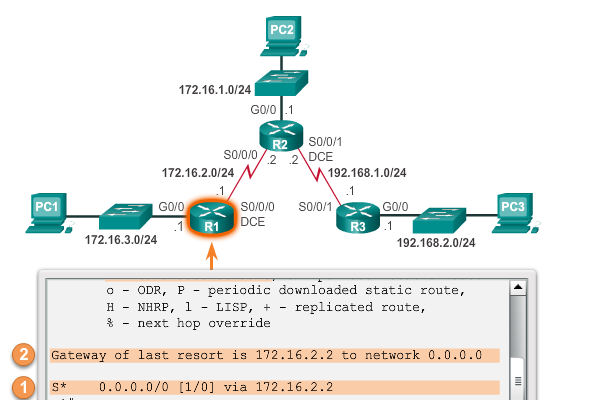 PC2
172.16.1.0/24
G0/0 .1
R2
S0/0/0
.2 .2
S0/0/1
DCE
172.16.2.0/24
192.168.1.0/24
.1
.1
PC1
G0/0
.1
R1
S0/0/0
DCE
172.16.3.0/24
S0/0/1
R3
G0/0
.1
PC3
192.168.2.0/24
o - ODR, P - periodic downloaded static route,
H - NHRP, l - LISP, + - replicated route,
% - next hop override
2 Gateway of last resort is 172.16.2.2 to network 0.0.0.0
1 S* 0.0.0.0/0 [1/0] via 172.16.2.2